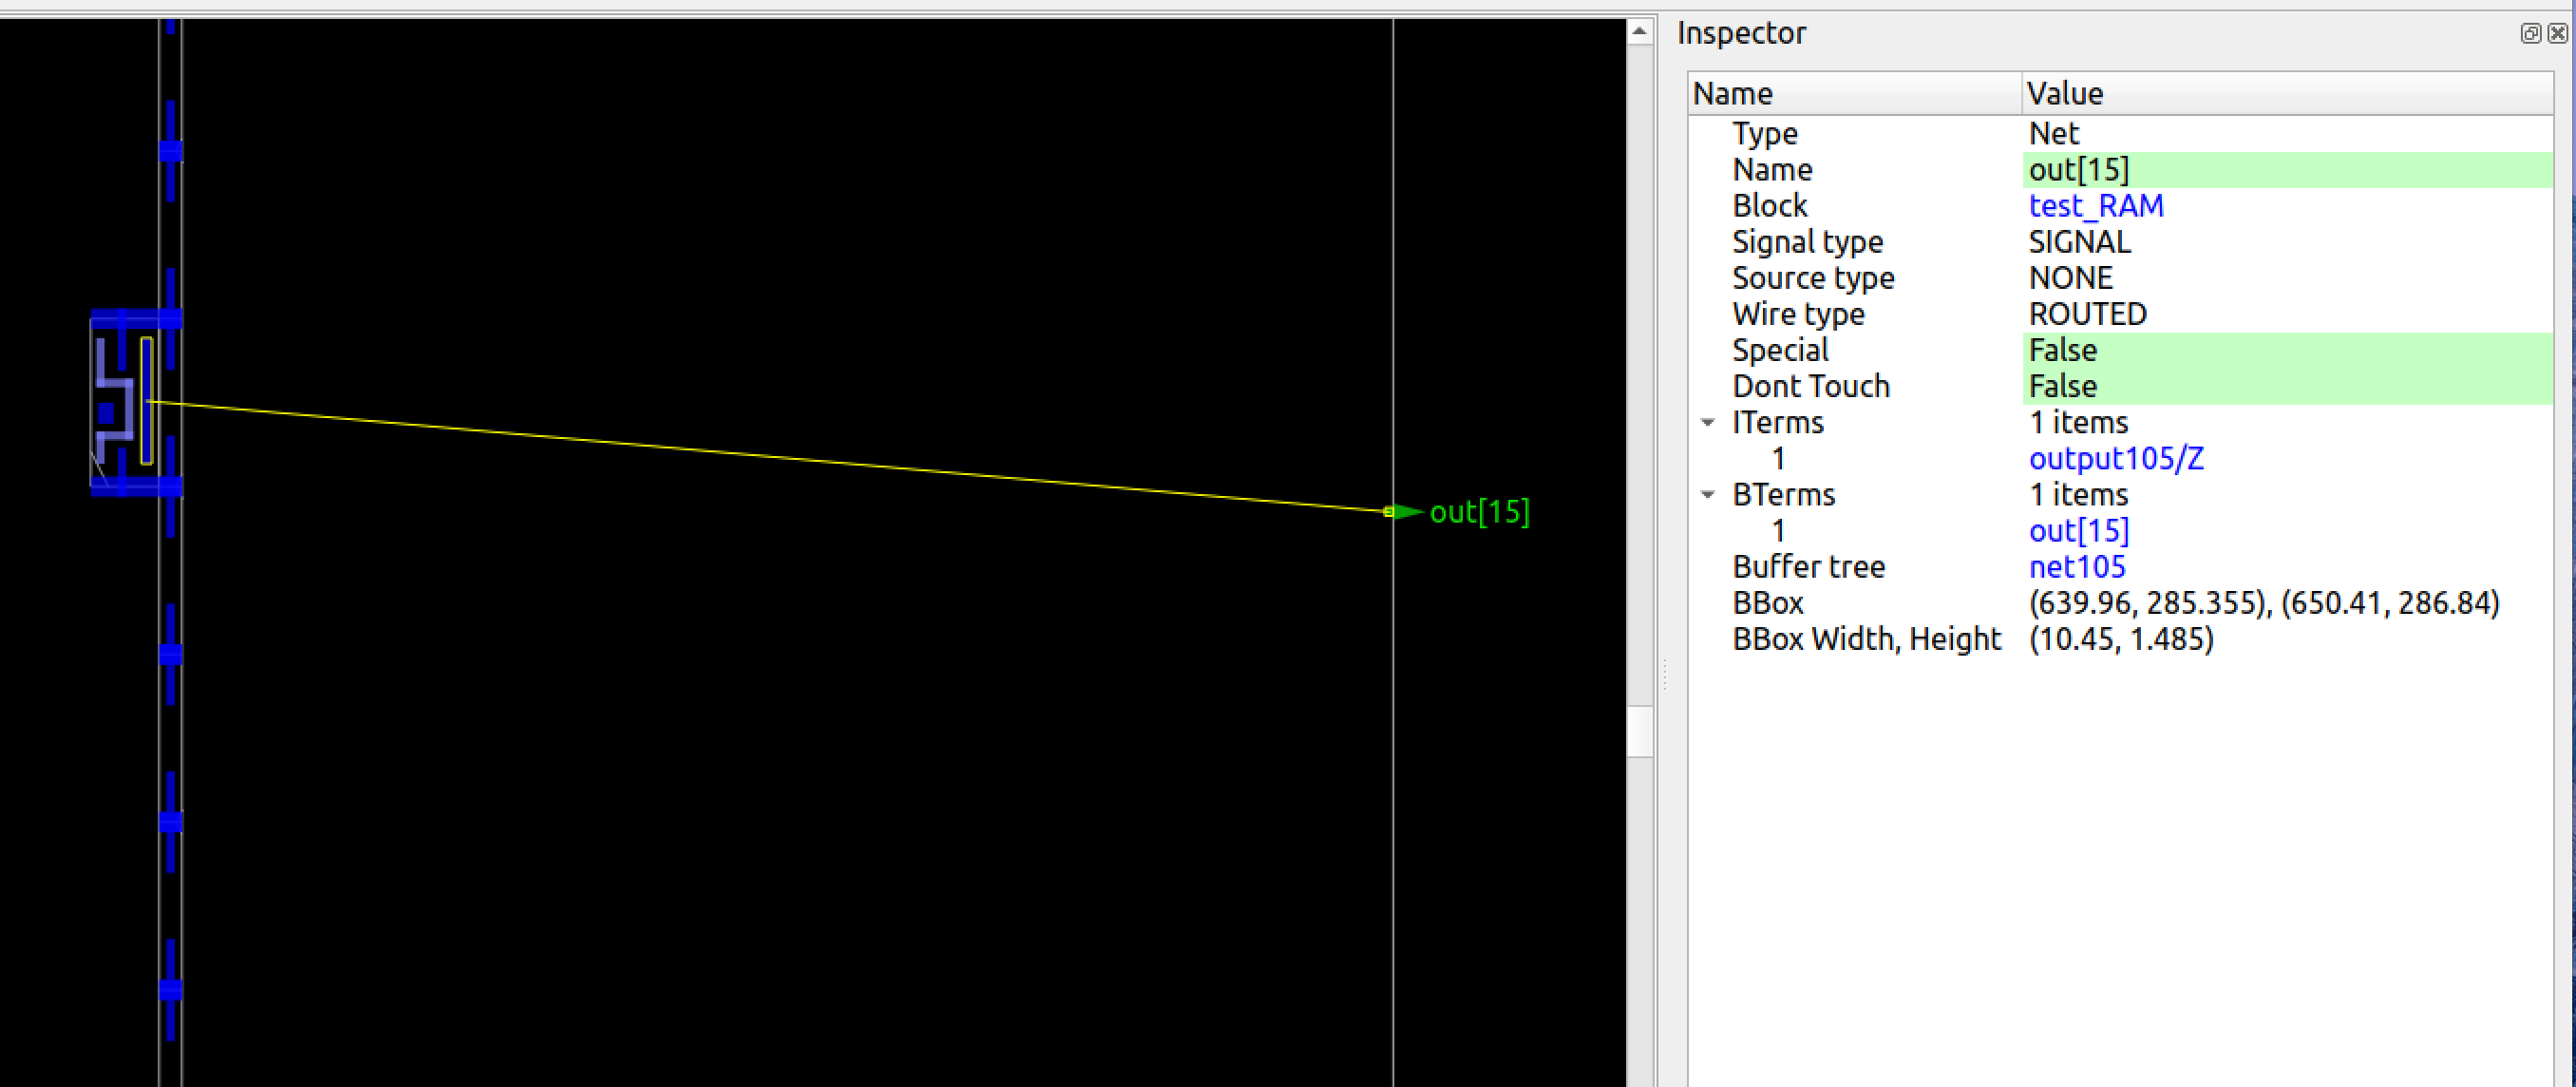 Inspector
Name Value
Type Net
Name out[15]
Block test_RAM
Signal type SIGNAL
Source type NONE
Wire type ROUTED
Special False
Dont Touch False
ITerms 1 items
1 output105/Z
BTerms 1 items
1 out[15]
Buffer tree net105
BBox (639.96, 285.355), (650.41, 286.84)
BBox Width, Height (10.45, 1.485)
out[15]